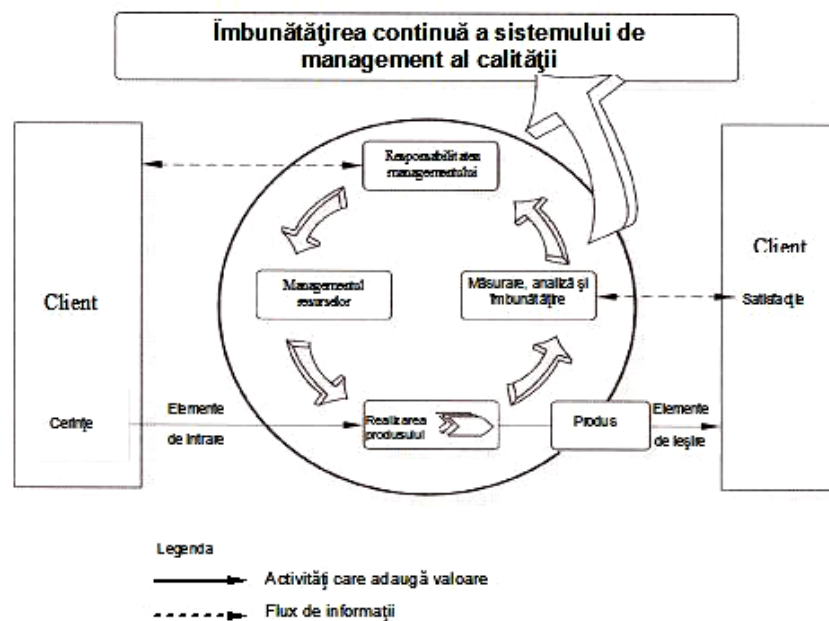 Îmbunătăţirea continuă a sistemului de
management al calităţii
Responsabilitatea
managementului
Client
Client
Managementul
resurselor
Măsurare, analiză şi
îmbunătăţire
Satisfacţie
Cerinţe
Elemente
de intrare
Realizarea
produsului
Produs
Elemente
de ieşire
Legenda
Activităţi care adaugă valoare
Flux de informaţii